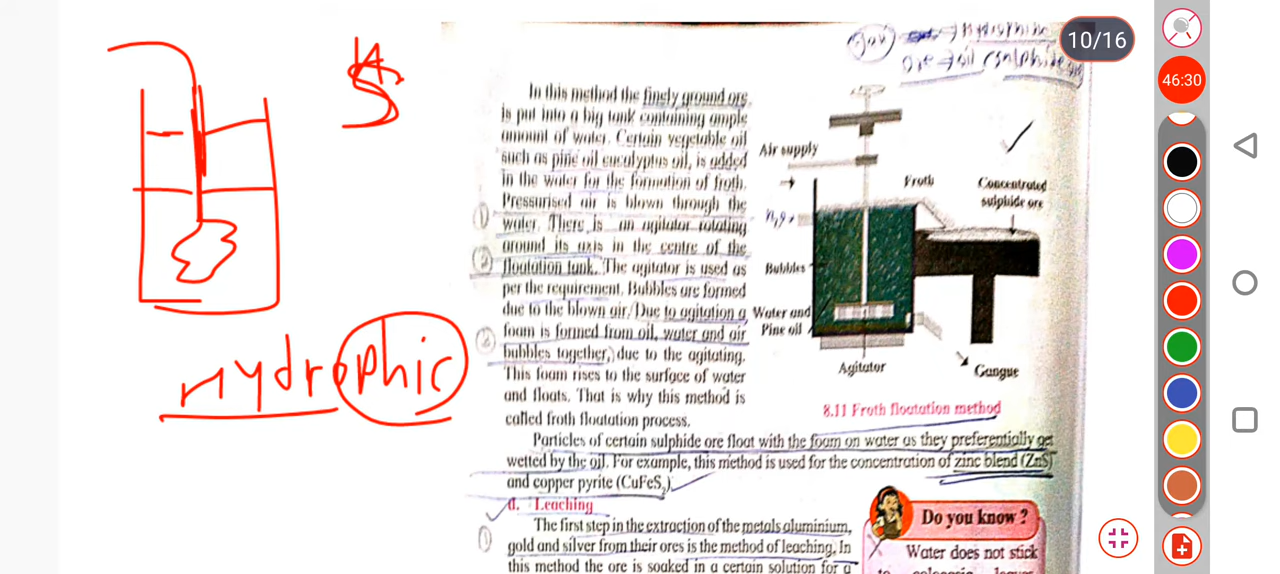 10/16
46:30
In this method the finely ground ore
is put into a big tank containing ample
amount of water. Certain vegetable oil
such as pine oil eucalyptus oil, is added
in the water for the formation of froth.
Pressurised air is blown through the
water. There is an agitator rotating
around its axis in the centre of the
floatation tank. The agitator is used as
per the requirement. Bubbles are formed
due to the blown air. Due to agitation a
foam is formed from oil, water and air
bubbles together, due to the agitating.
This foam rises to the surface of water
and floats. That is why this method is
called froth floatation process.
Air supply
Froth
Concentrated
sulphide ore
Bubbles
Water and
Pine oil
Agitator
Gangue
8.11 Froth floatation method
Particles of certain sulphide ore float with the foam on water as they preferentially get
wetted by the oil. For example, this method is used for the concentration of zinc blend (ZnS)
and copper pyrite (CuFeS₂).
d. Leaching
The first step in the extraction of the metals aluminium,
gold and silver from their ores is the method of leaching. In
this method the ore is soaked in a certain solution for a
Do you know ?
Water does not stick
Hydrophic